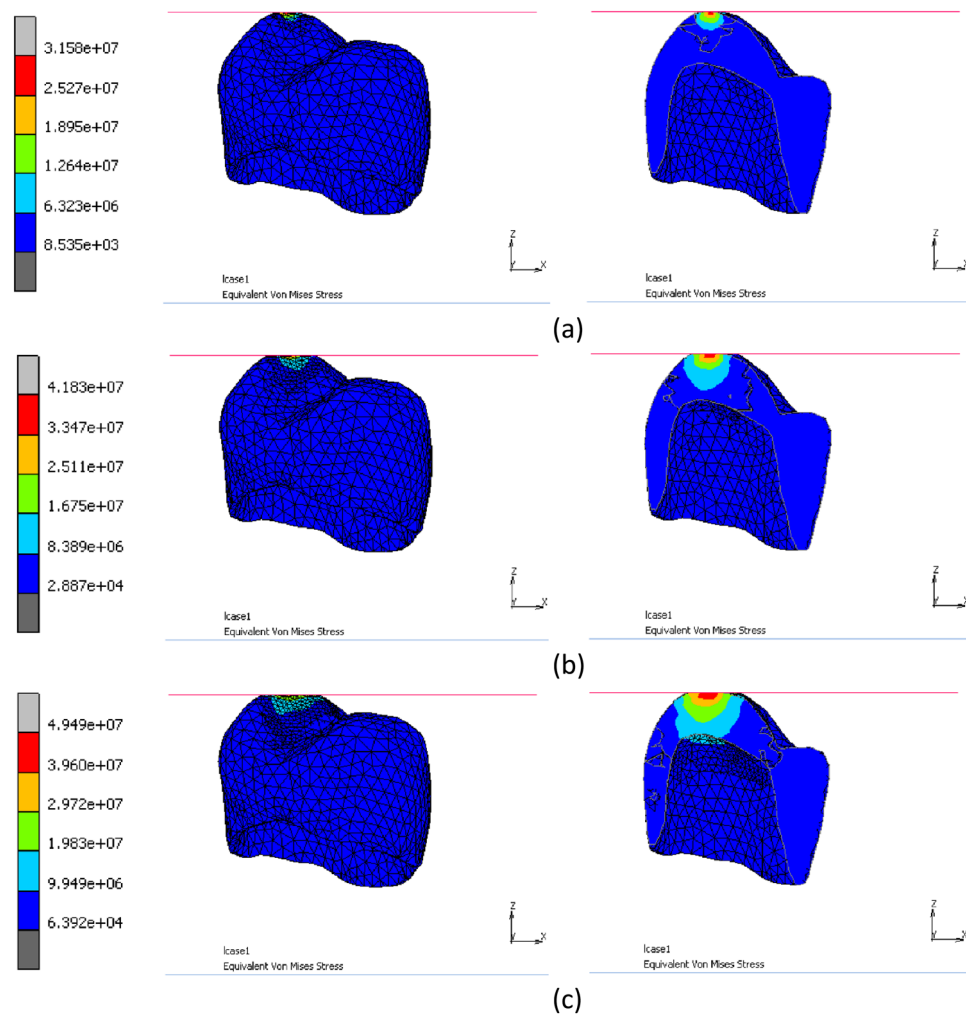 3.158e+07
2.527e+07
1.895e+07
1.264e+07
6.323e+06
8.535e+03
Z
Y X
lcase1
Equivalent Von Mises Stress
Z
Y X
lcase1
Equivalent Von Mises Stress
(a)
4.183e+07
3.347e+07
2.511e+07
1.675e+07
8.389e+06
2.887e+04
Z
Y X
lcase1
Equivalent Von Mises Stress
Z
Y X
lcase1
Equivalent Von Mises Stress
(b)
4.949e+07
3.960e+07
2.972e+07
1.983e+07
9.949e+06
6.392e+04
Z
Y X
lcase1
Equivalent Von Mises Stress
Z
Y X
lcase1
Equivalent Von Mises Stress
(c)